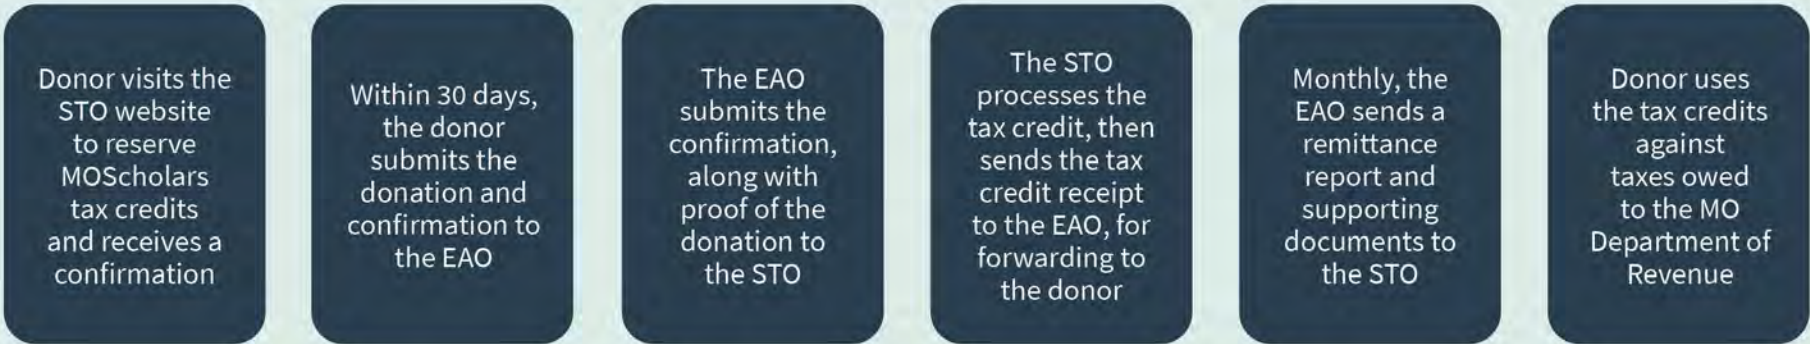 Donor visits the
STO website
to reserve
MOScholars
tax credits
and receives a
confirmation
Within 30 days,
the donor
submits the
donation and
confirmation to
the EAO
The EAO
submits the
confirmation,
along with
proof of the
donation to
the STO
The STO
processes the
tax credit, then
sends the tax
credit receipt
to the EAO, for
forwarding to
the donor
Monthly, the
EAO sends a
remittance
report and
supporting
documents to
the STO
Donor uses
the tax credits
against
taxes owed
to the MO
Department of
Revenue